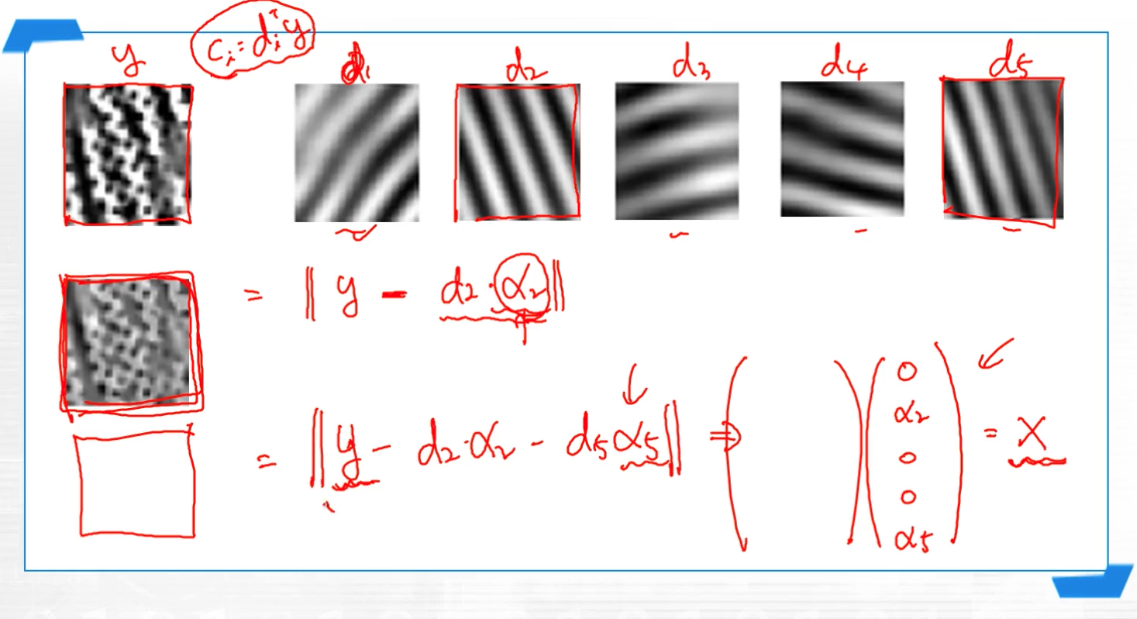 y cᵢ = dᵢᵀy d₁ d₂ d₃ d₄ d₅
= ‖ y - d₂·α₂ ‖
= ‖ y - d₂·α₂ - d₅α₅ ‖ ⇒ ( ) ( 0
α₂
0
0
α₅ ) = X